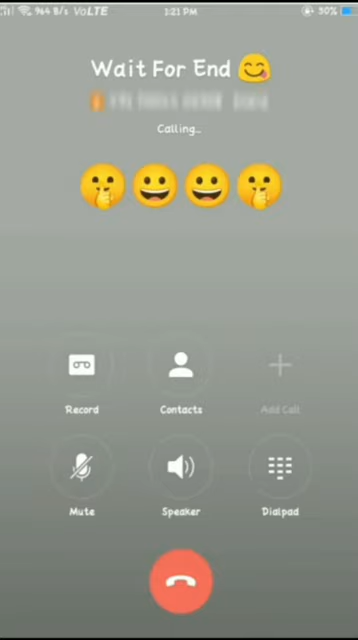 964 B/s VoLTE 1:21 PM 30%
Wait For End 😋
Calling...
🤫😀😀🤫
Record Contacts Add Call
Mute Speaker Dialpad